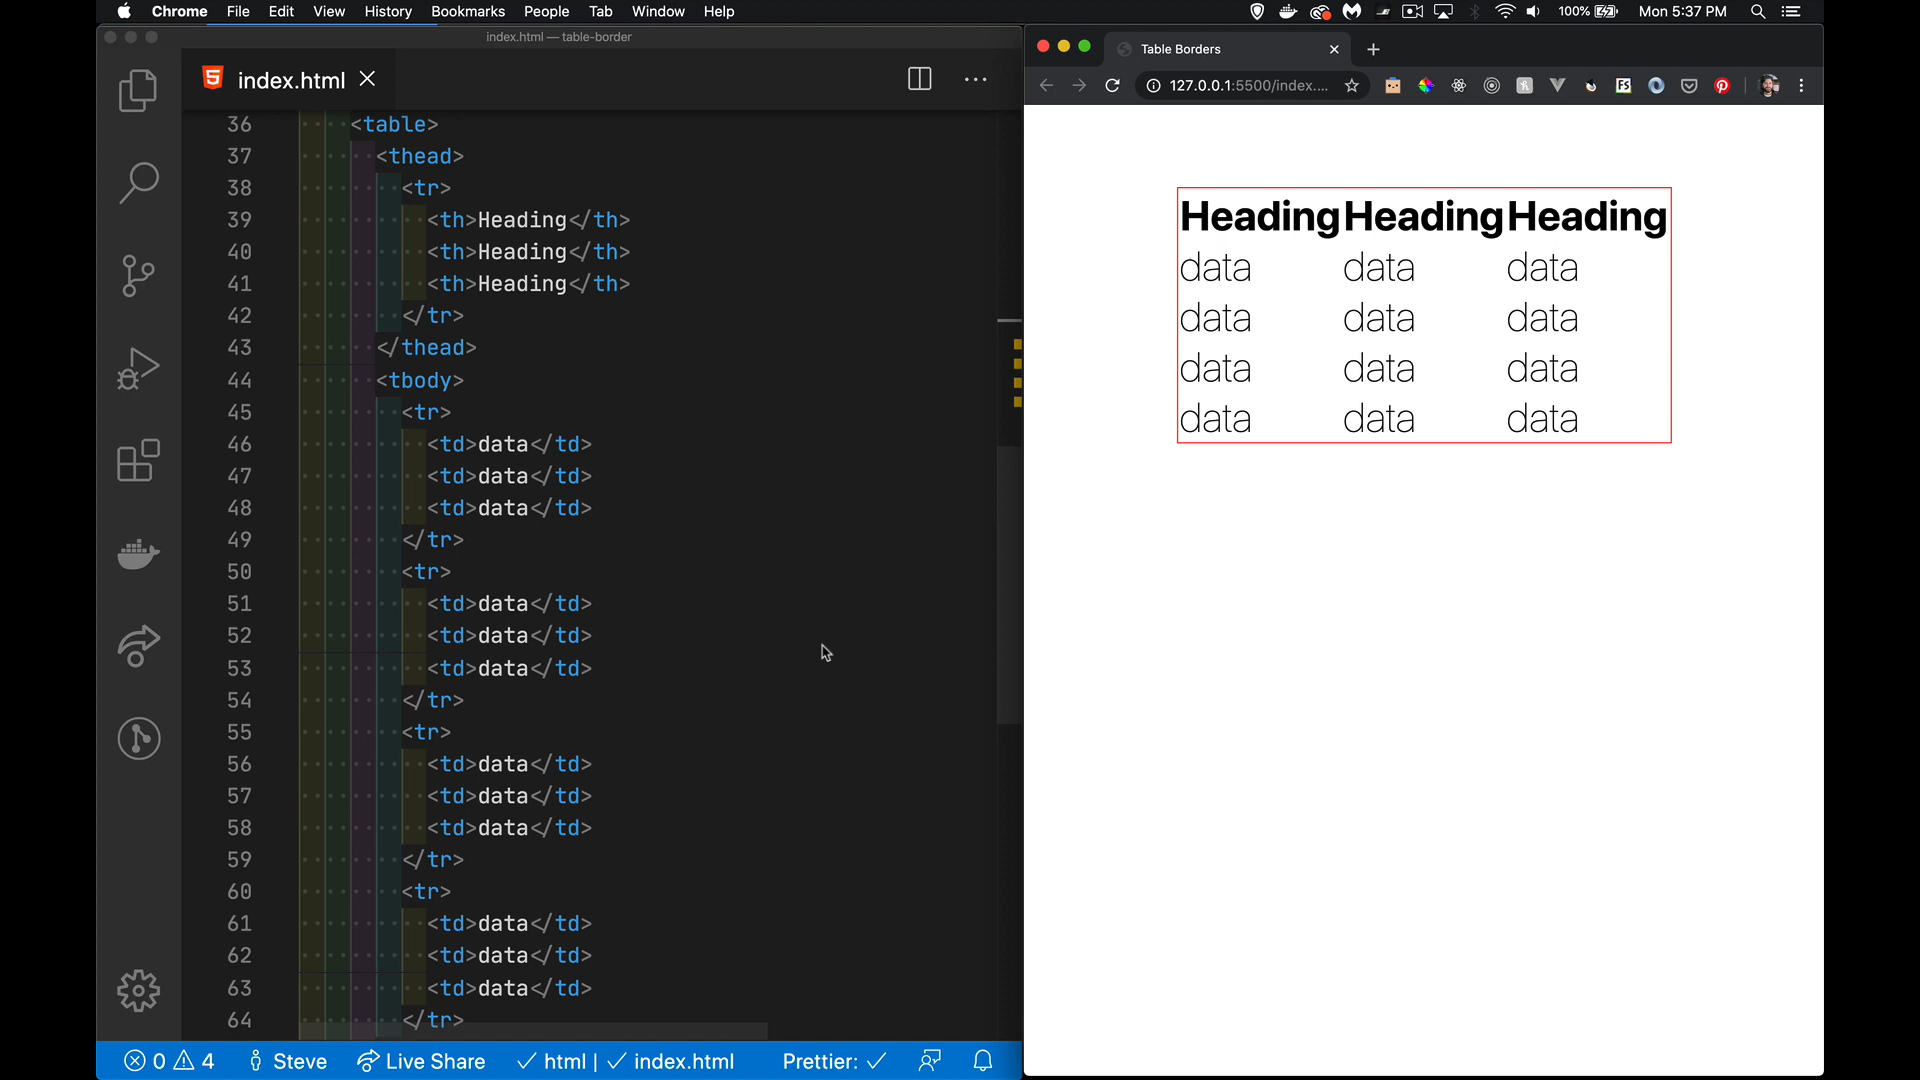 Chrome File Edit View History Bookmarks People Tab Window Help 100% Mon 5:37 PM
index.html — table-border
index.html
36 <table>
37 <thead>
38 <tr>
39 <th>Heading</th>
40 <th>Heading</th>
41 <th>Heading</th>
42 </tr>
43 </thead>
44 <tbody>
45 <tr>
46 <td>data</td>
47 <td>data</td>
48 <td>data</td>
49 </tr>
50 <tr>
51 <td>data</td>
52 <td>data</td>
53 <td>data</td>
54 </tr>
55 <tr>
56 <td>data</td>
57 <td>data</td>
58 <td>data</td>
59 </tr>
60 <tr>
61 <td>data</td>
62 <td>data</td>
63 <td>data</td>
64 </tr>
0 4 Steve Live Share ✓ html | ✓ index.html Prettier: ✓
Table Borders
127.0.0.1:5500/index....
FS
Heading Heading Heading
data data data
data data data
data data data
data data data